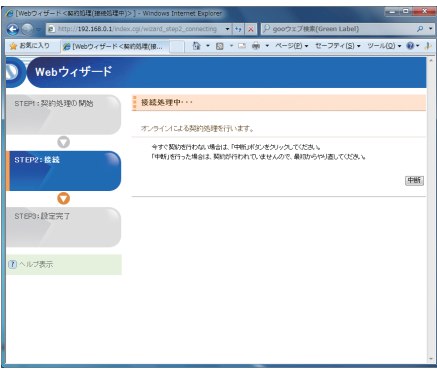 [Webウィザード<契約処理(接続処理中)>] - Windows Internet Explorer
http://192.168.0.1/index.cgi/wizard_step2_connecting
gooウェブ検索(Green Label)
お気に入り
[Webウィザード<契約処理(接...
ページ(P)
セーフティ(S)
ツール(O)
Webウィザード
STEP1:契約処理の開始
接続処理中・・・
オンラインによる契約処理を行います。
今すぐ契約を行わない場合は、「中断」ボタンをクリックしてください。
「中断」を行った場合は、契約が行われていませんので、最初からやり直してください。
STEP2:接続
中断
STEP3:設定完了
ヘルプ表示